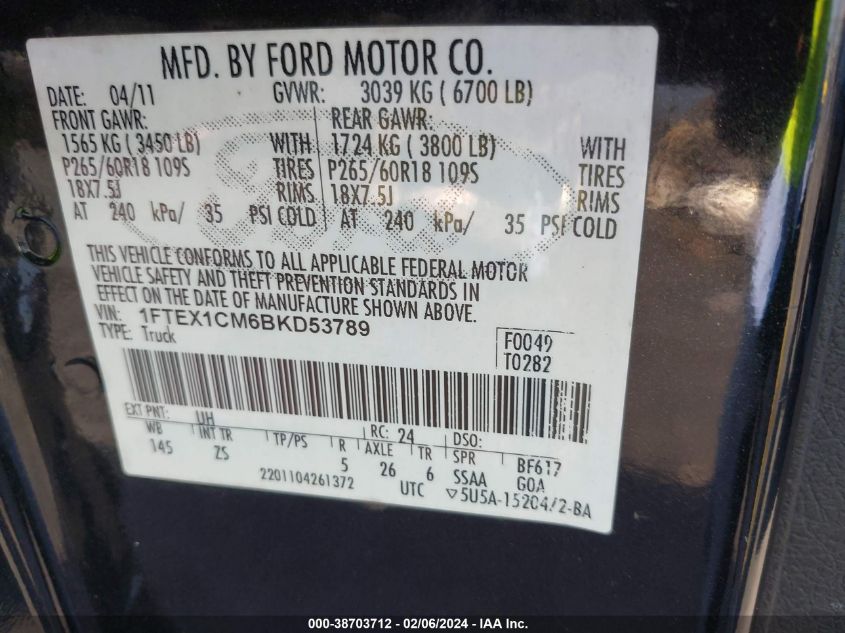 MFD. BY FORD MOTOR CO.
DATE: 04/11 GVWR: 3039 KG ( 6700 LB)
FRONT GAWR: REAR GAWR:
1565 KG ( 3450 LB) WITH 1724 KG ( 3800 LB) WITH
P265/60R18 109S TIRES P265/60R18 109S TIRES
18X7.5J RIMS 18X7.5J RIMS
AT 240 kPa/ 35 PSI COLD AT 240 kPa/ 35 PSI COLD
Ford
THIS VEHICLE CONFORMS TO ALL APPLICABLE FEDERAL MOTOR
VEHICLE SAFETY AND THEFT PREVENTION STANDARDS IN
EFFECT ON THE DATE OF MANUFACTURE SHOWN ABOVE.
VIN: 1FTEX1CM6BKD53789
TYPE: Truck
F0049
T0282
EXT PNT: UH RC: 24 DSO:
WB INT TR TP/PS R AXLE TR SPR BF617
145 ZS 5 26 6 SSAA GOA
2201104261372 UTC ▽5U5A-15204/2-BA
000-38703712 - 02/06/2024 - IAA Inc.